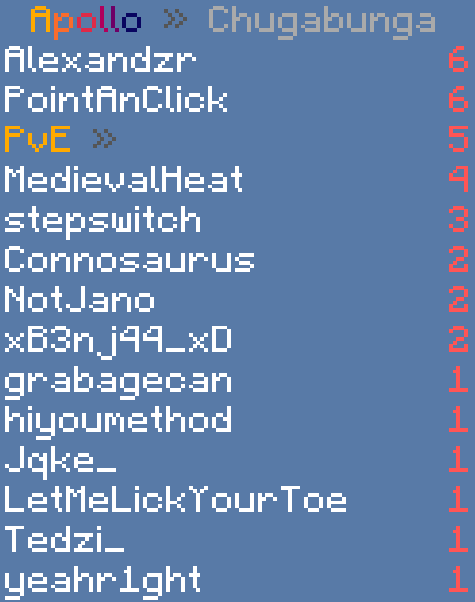 Apollo » Chugabunga
Alexandzr 6
PointAnClick 6
PvE » 5
MedievalHeat 4
stepswitch 3
Connosaurus 2
NotJano 2
xB3nj44_xD 2
grabagecan 1
hiyoumethod 1
Jqke_ 1
LetMeLickYourToe 1
Tedzi_ 1
yeahr1ght 1